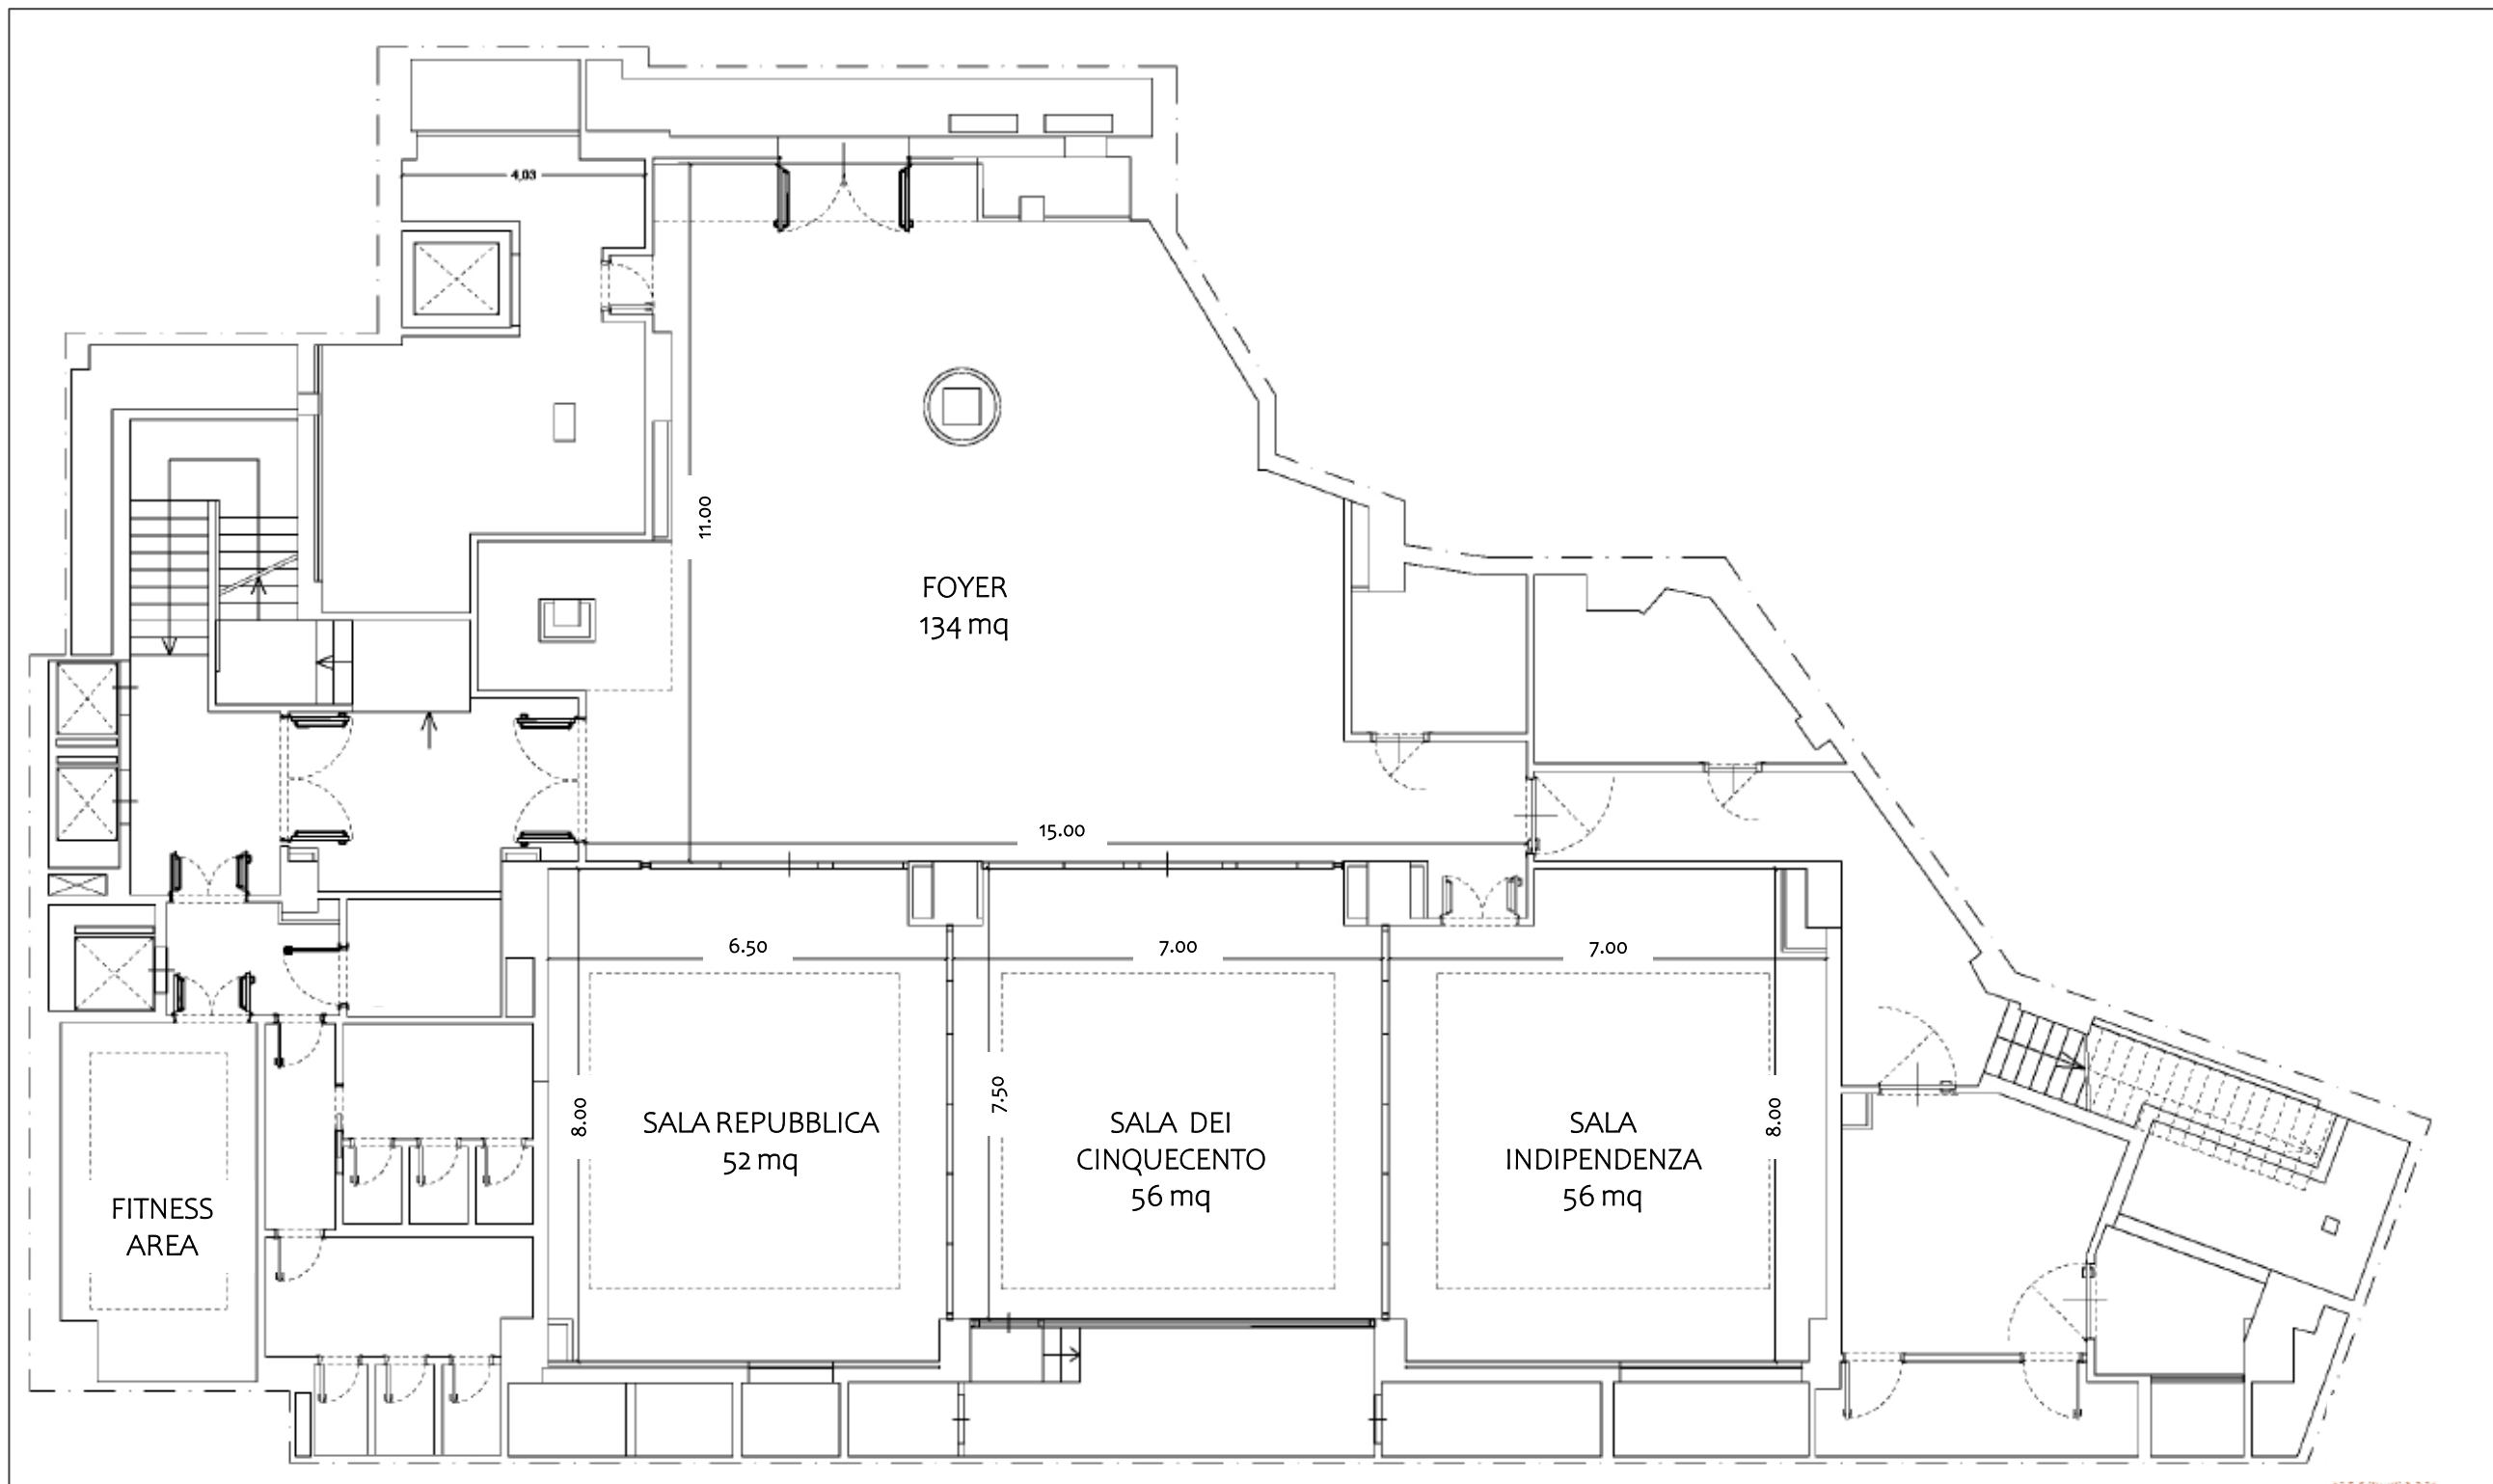 4,03
11.00
FOYER
134 mq
15.00
6.50
7.00
7.00
8.00
SALA REPUBBLICA
52 mq
7.50
SALA DEI
CINQUECENTO
56 mq
SALA
INDIPENDENZA
56 mq
8.00
FITNESS
AREA